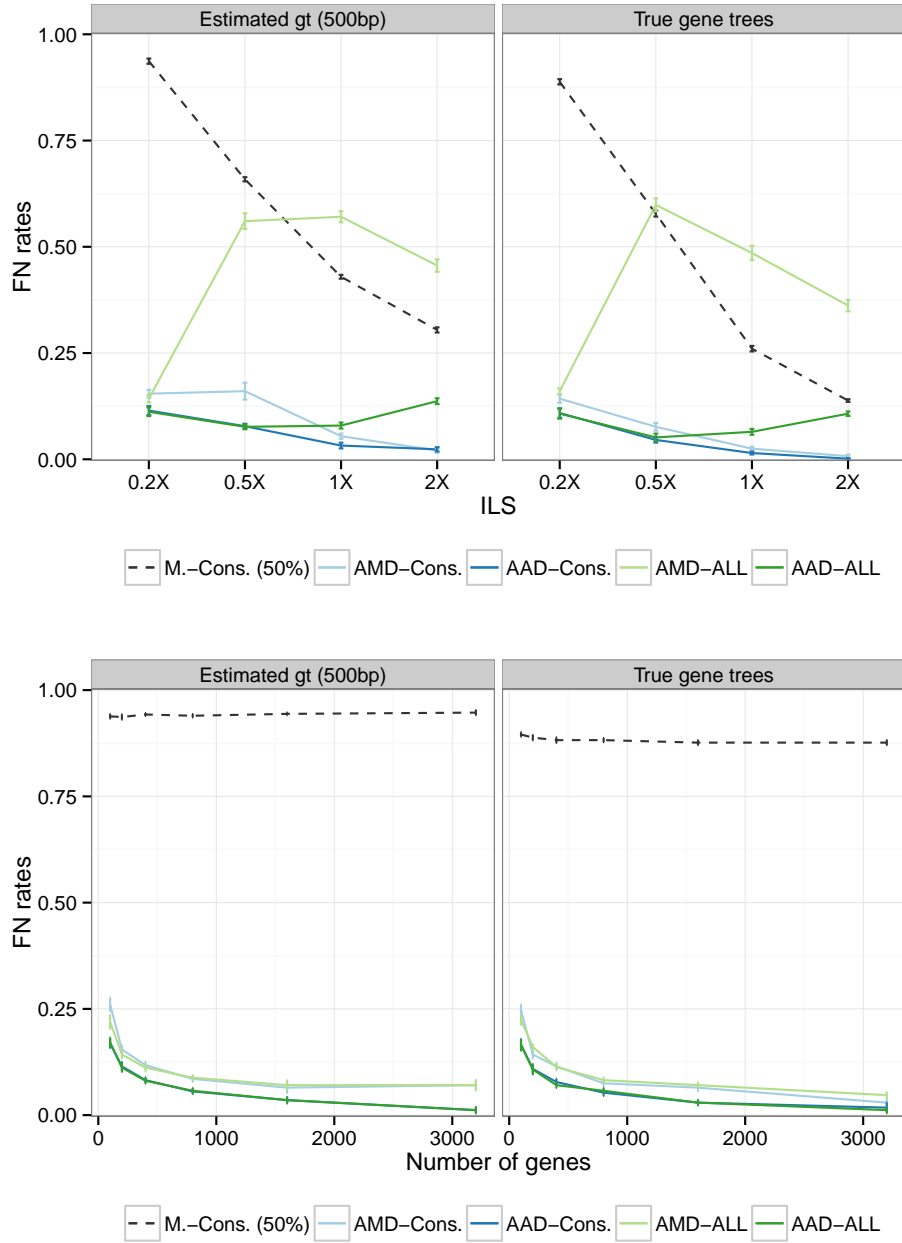 Estimated gt (500bp) True gene trees
1.00
0.75
0.50
0.25
0.00
FN rates
0.2X 0.5X 1X 2X 0.2X 0.5X 1X 2X
ILS
M.−Cons. (50%) AMD−Cons. AAD−Cons. AMD−ALL AAD−ALL
Estimated gt (500bp) True gene trees
1.00
0.75
0.50
0.25
0.00
FN rates
0 1000 2000 3000 0 1000 2000 3000
Number of genes
M.−Cons. (50%) AMD−Cons. AAD−Cons. AMD−ALL AAD−ALL